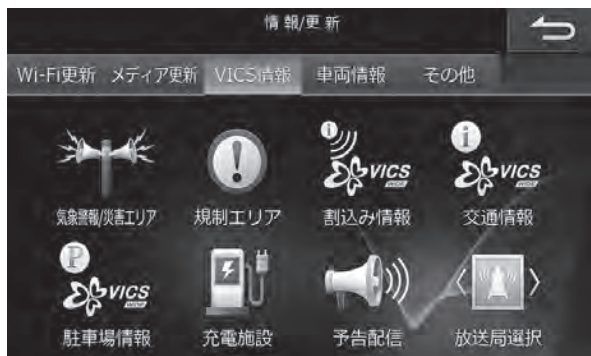 情報/更新
Wi-Fi更新 メディア更新 VICS情報 車両情報 その他
i i
VICS WIDE VICS WIDE
気象警報/災害エリア 規制エリア 割込み情報 交通情報
P
VICS WIDE
駐車場情報 充電施設 予告配信 放送局選択